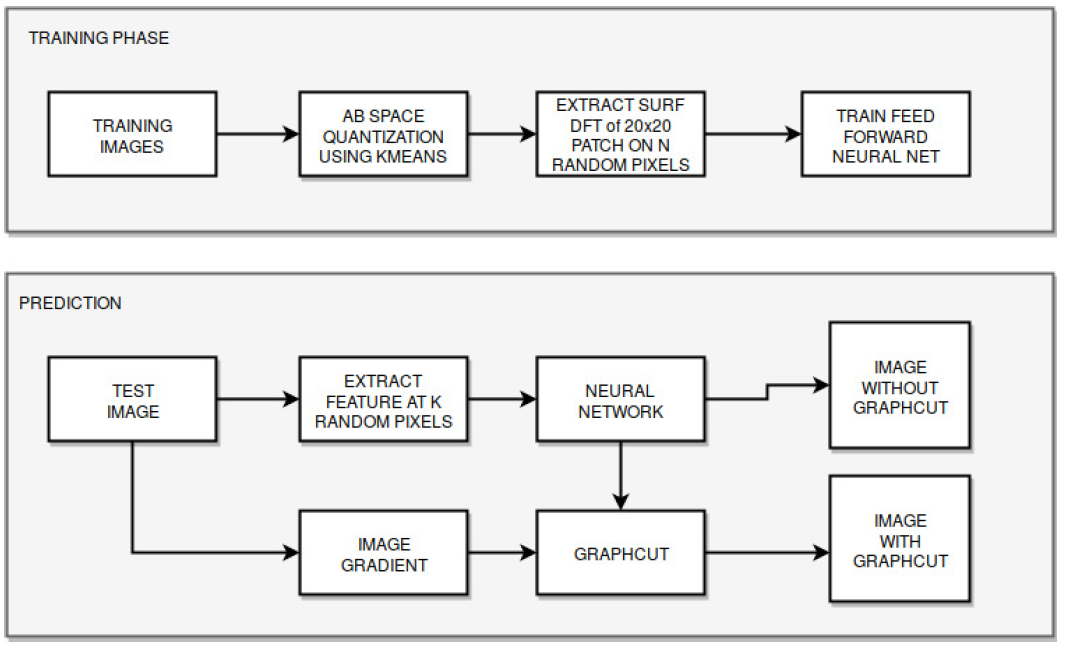 TRAINING PHASE
TRAINING
IMAGES
AB SPACE
QUANTIZATION
USING KMEANS
EXTRACT SURF
DFT of 20x20
PATCH ON N
RANDOM PIXELS
TRAIN FEED
FORWARD
NEURAL NET
PREDICTION
TEST
IMAGE
EXTRACT
FEATURE AT K
RANDOM PIXELS
NEURAL
NETWORK
IMAGE
WITHOUT
GRAPHCUT
IMAGE
GRADIENT
GRAPHCUT
IMAGE
WITH
GRAPHCUT